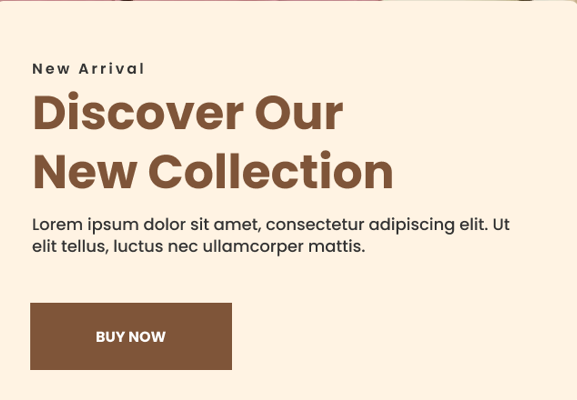 New Arrival
Discover Our
New Collection
Lorem ipsum dolor sit amet, consectetur adipiscing elit. Ut
elit tellus, luctus nec ullamcorper mattis.
BUY NOW